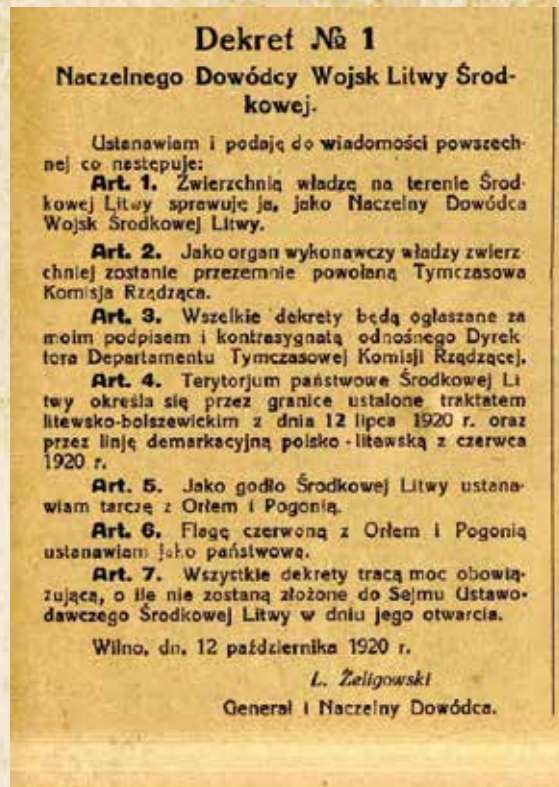 Dekret № 1
Naczelnego Dowódcy Wojsk Litwy Środ-
kowej.
Ustanawiam i podaję do wiadomości powszech-
nej co następuje:
Art. 1. Zwierzchnią władzę na terenie Środ-
kowej Litwy sprawuję ja, jako Naczelny Dowódca
Wojsk Środkowej Litwy.
Art. 2. Jako organ wykonawczy władzy zwierz-
chniej zostanie przezemnie powołaną Tymczasowa
Komisja Rządząca.
Art. 3. Wszelkie dekrety będą ogłaszane za
moim podpisem i kontrasygnatą odnośnego Dyrek-
tora Departamentu Tymczasowej Komisji Rządzącej.
Art. 4. Terytorjum państwowe Środkowej Li
twy określa się przez granice ustalone traktatem
litewsko-bolszewickim z dnia 12 lipca 1920 r. oraz
przez linję demarkacyjną polsko-litewską z czerwca
1920 r.
Art. 5. Jako godło Środkowej Litwy ustana-
wiam tarczę z Orłem i Pogonią.
Art. 6. Flagę czerwoną z Orłem i Pogonią
ustanawiam jako państwową.
Art. 7. Wszystkie dekrety tracą moc obowią-
zującą, o ile nie zostaną złożone do Sejmu Ustawo-
dawczego Środkowej Litwy w dniu jego otwarcia.
Wilno, dn. 12 października 1920 r.
L. Żeligowski
Generał i Naczelny Dowódca.